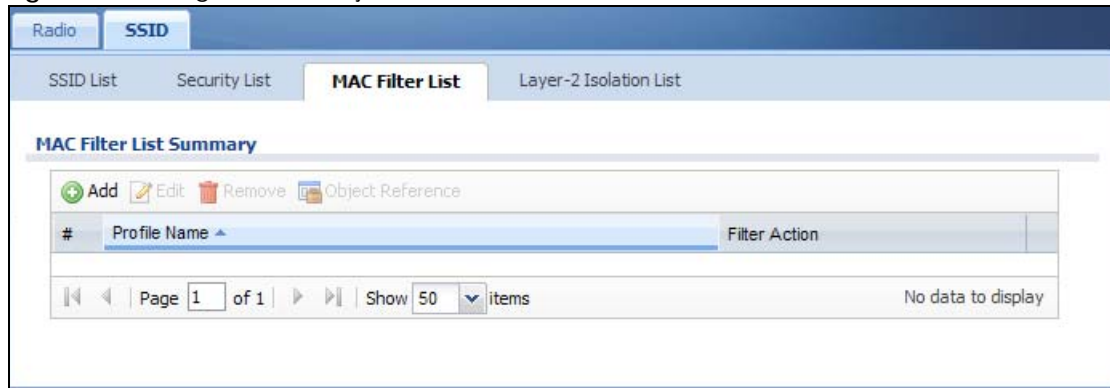 Radio SSID
SSID List Security List MAC Filter List Layer-2 Isolation List
MAC Filter List Summary
Add Edit Remove Object Reference
# Profile Name Filter Action
Page 1 of 1 Show 50 items No data to display